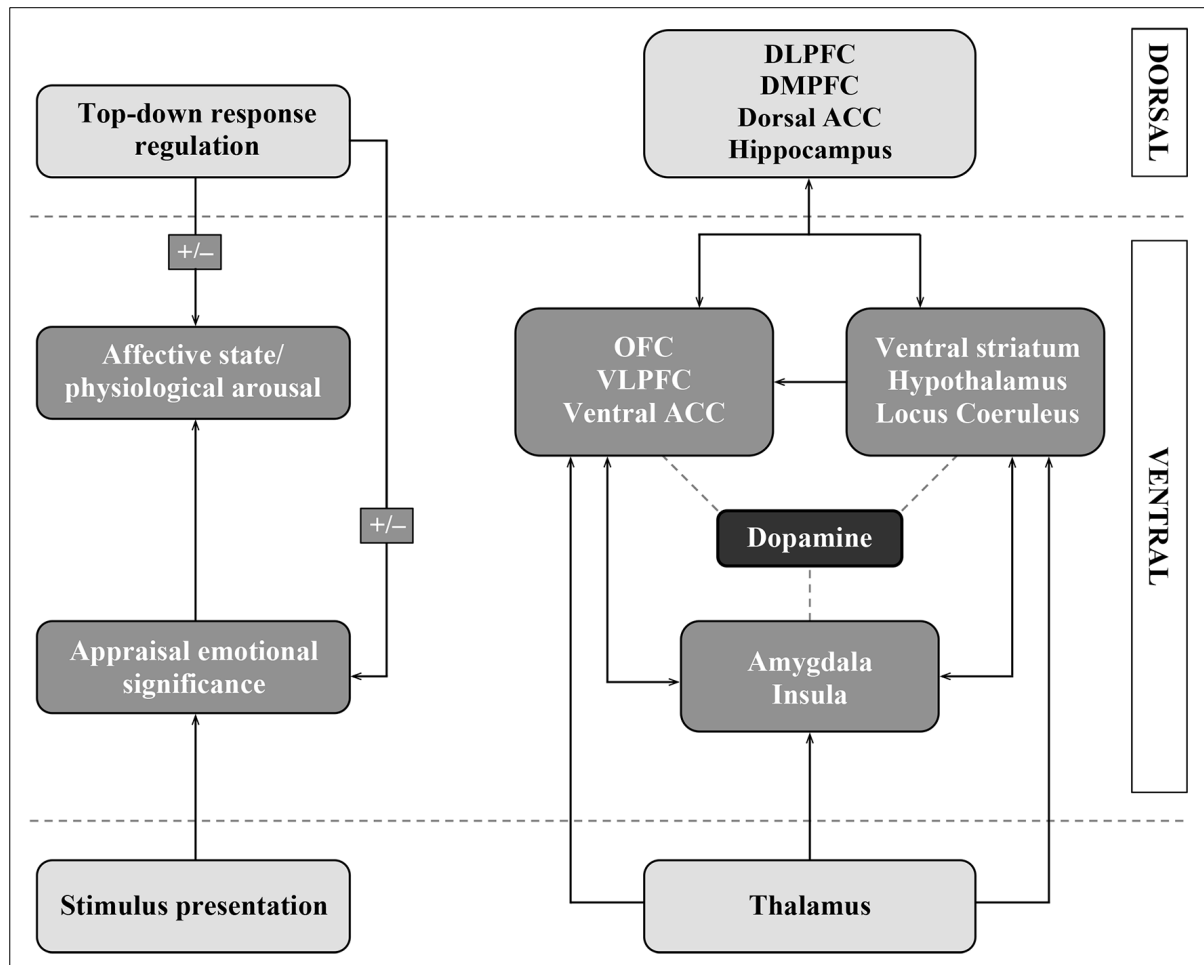 Top-down response
regulation
+/–
+/–
Affective state/
physiological arousal
Appraisal emotional
significance
Stimulus presentation
DLPFC
DMPFC
Dorsal ACC
Hippocampus
OFC
VLPFC
Ventral ACC
Ventral striatum
Hypothalamus
Locus Coeruleus
Dopamine
Amygdala
Insula
Thalamus
DORSAL
VENTRAL